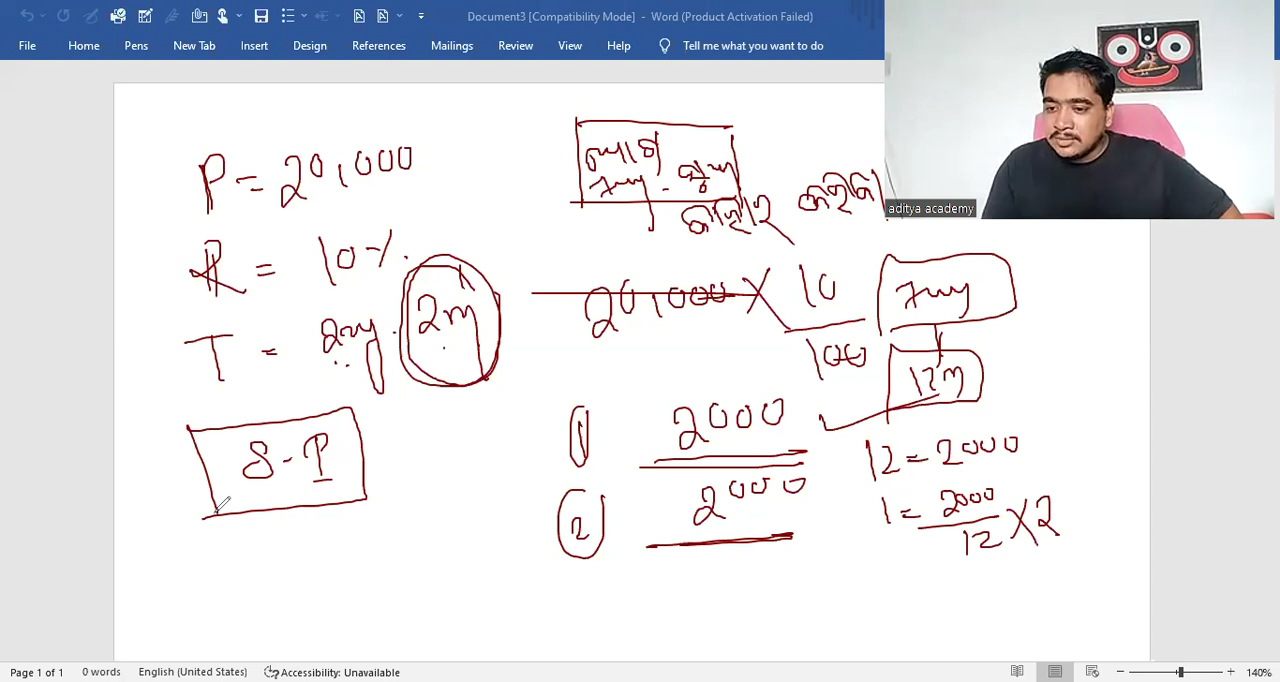 Document3 [Compatibility Mode] - Word (Product Activation Failed)
File Home Pens New Tab Insert Design References Mailings Review View Help Tell me what you want to do
aditya academy
P = 20,000
R = 10%.
T = 2 2m
S-P
20,000 X 10
100
12m
1 2000
2 2000
12 = 2000
1 = 2000
12 X 2
Page 1 of 1 0 words English (United States) Accessibility: Unavailable 140%